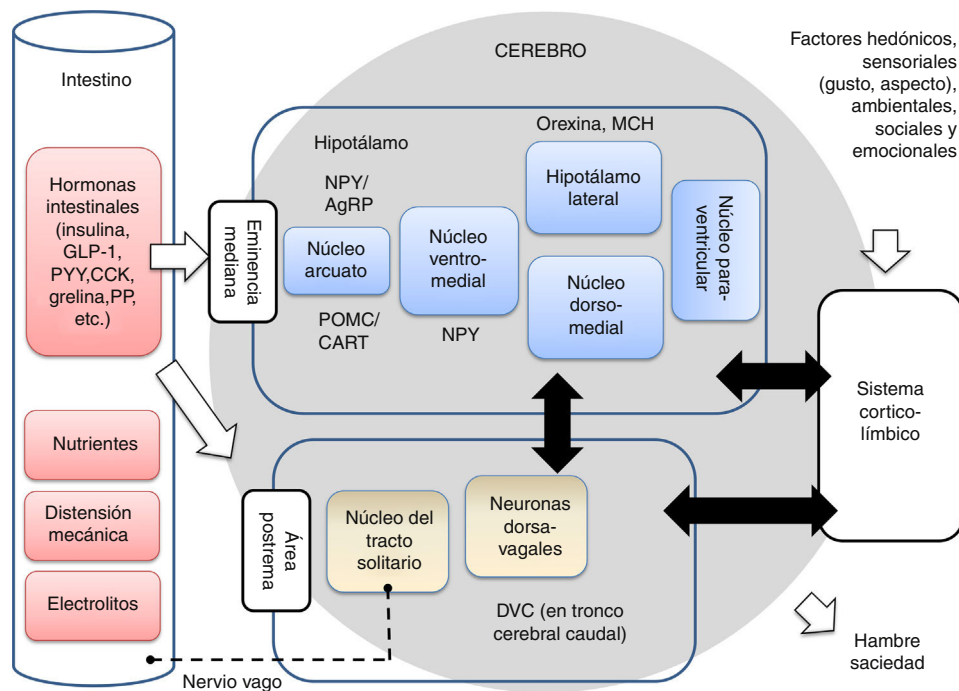 Intestino
Hormonas
intestinales
(insulina,
GLP-1,
PYY,CCK,
grelina,PP,
etc.)
Nutrientes
Distensión
mecánica
Electrolitos
Nervio vago
CEREBRO
Hipotálamo
Eminencia
mediana
NPY/
AgRP
Núcleo
arcuato
POMC/
CART
Núcleo
ventro-
medial
NPY
Orexina, MCH
Hipotálamo
lateral
Núcleo
dorso-
medial
Núcleo para-
ventricular
Área
postrema
Núcleo del
tracto
solitario
Neuronas
dorsa-
vagales
DVC (en tronco
cerebral caudal)
Factores hedónicos,
sensoriales
(gusto, aspecto),
ambientales,
sociales y
emocionales
Sistema
cortico-
límbico
Hambre
saciedad